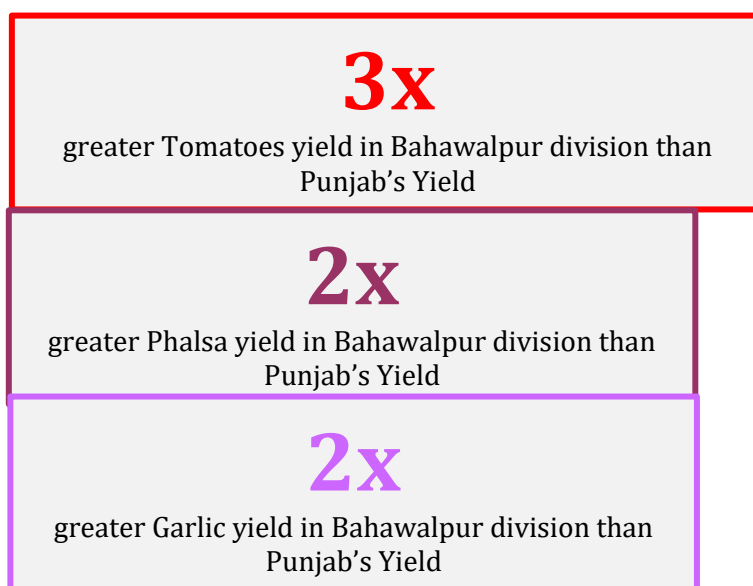 3x
greater Tomatoes yield in Bahawalpur division than
Punjab’s Yield
2x
greater Phalsa yield in Bahawalpur division than
Punjab’s Yield
2x
greater Garlic yield in Bahawalpur division than
Punjab’s Yield